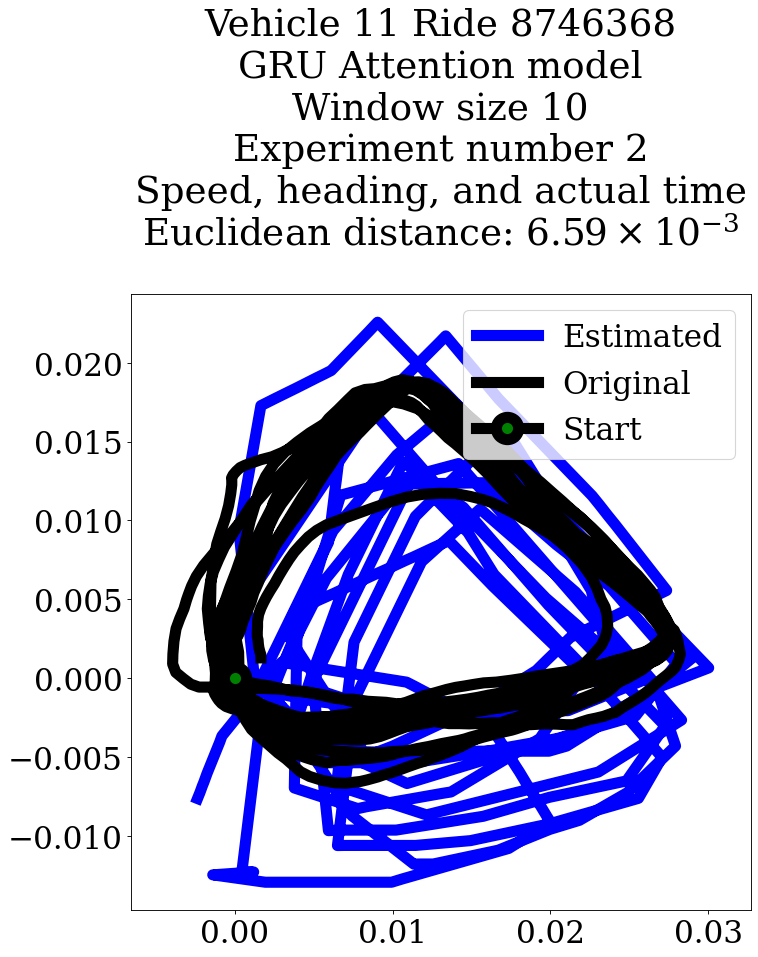 Vehicle 11 Ride 8746368
GRU Attention model
Window size 10
Experiment number 2
Speed, heading, and actual time
Euclidean distance: 6.59 × 10⁻³
Estimated
Original
Start
0.020
0.015
0.010
0.005
0.000
−0.005
−0.010
0.00 0.01 0.02 0.03